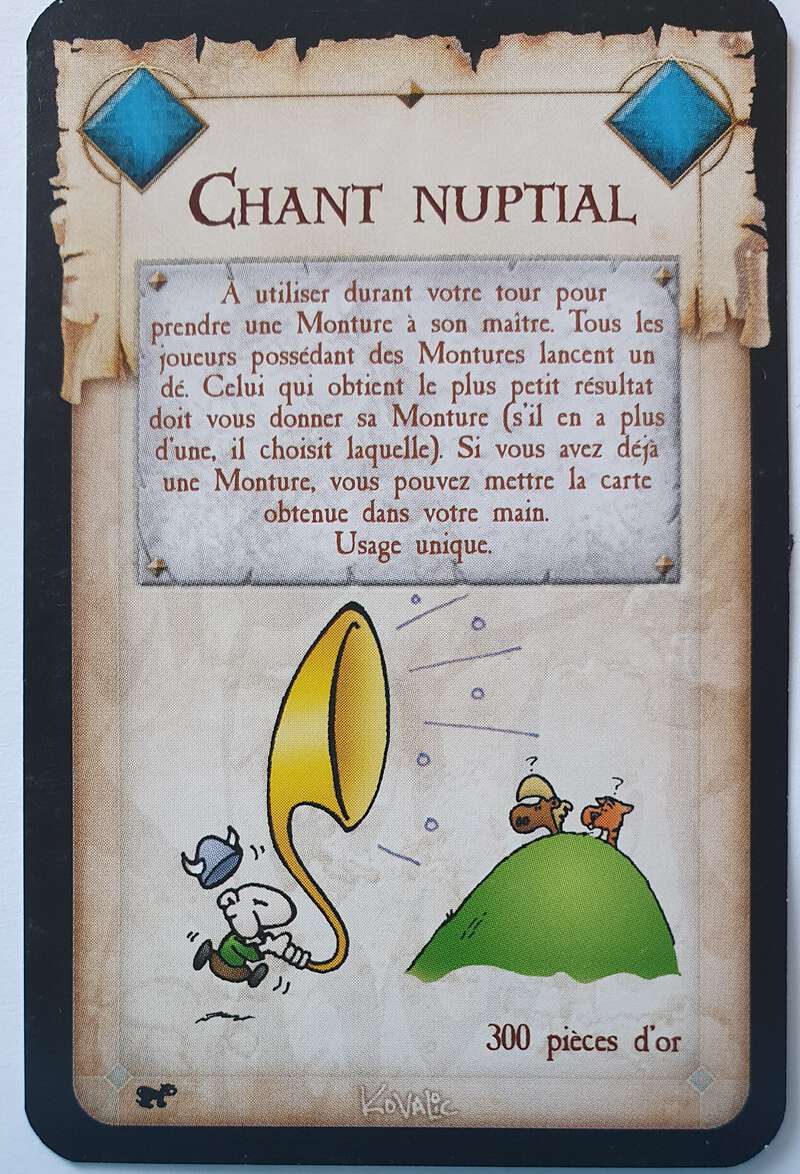 CHANT NUPTIAL
À utiliser durant votre tour pour
prendre une Monture à son maître. Tous les
joueurs possédant des Montures lancent un
dé. Celui qui obtient le plus petit résultat
doit vous donner sa Monture (s'il en a plus
d'une, il choisit laquelle). Si vous avez déjà
une Monture, vous pouvez mettre la carte
obtenue dans votre main.
Usage unique.
? ?
300 pièces d'or
KOVALIC